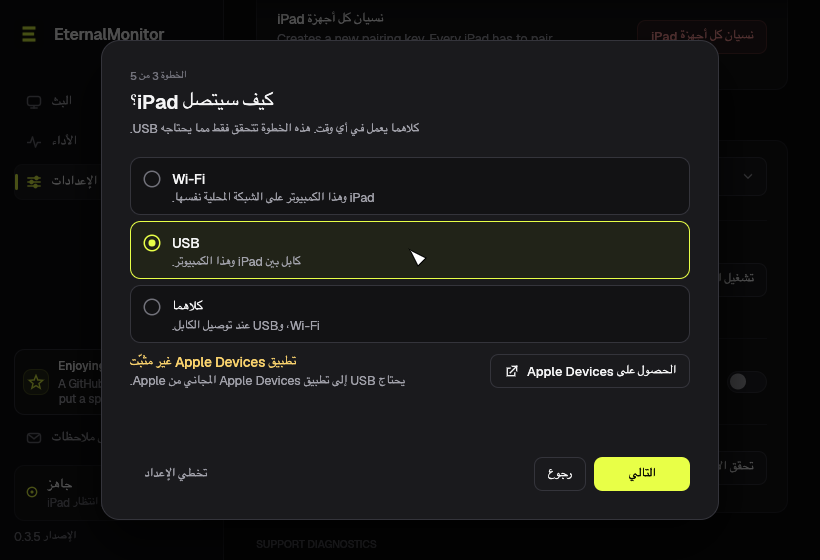 EternalMonitor
البث
الأداء
الإعدادات
Enjoying
A GitHub
put a sp
ملاحظات
جاهز
انتظار iPad
الإصدار 0.3.5
نسيان كل أجهزة iPad
Creates a new pairing key. Every iPad has to pair
نسيان كل أجهزة iPad
الخطوة 3 من 5
كيف سيتصل iPad؟
كلاهما يعمل في أي وقت. هذه الخطوة تتحقق فقط مما يحتاجه USB.
Wi-Fi
iPad وهذا الكمبيوتر على الشبكة المحلية نفسها.
USB
كابل بين iPad وهذا الكمبيوتر.
كلاهما
Wi-Fi، وUSB عند توصيل الكابل.
تطبيق Apple Devices غير مثبّت
يحتاج USB إلى تطبيق Apple Devices المجاني من Apple.
الحصول على Apple Devices
تخطي الإعداد
رجوع
التالي
تشغيل
تحقق
SUPPORT DIAGNOSTICS